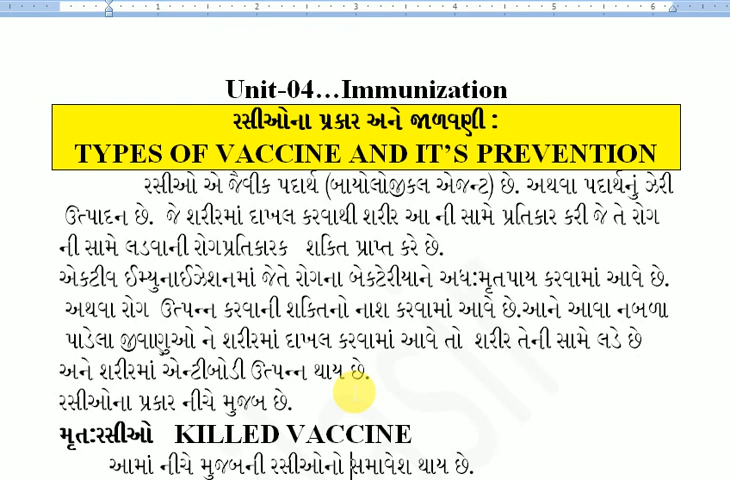 Unit-04...Immunization
રસીઓના પ્રકાર અને જાળવણી :
TYPES OF VACCINE AND IT'S PREVENTION
રસીઓ એ જૈવીક પદાર્થ (બાયોલોજીકલ એજન્ટ) છે. અથવા પદાર્થનું ઝેરી
ઉત્પાદન છે. જે શરીરમાં દાખલ કરવાથી શરીર આ ની સામે પ્રતિકાર કરી જે તે રોગ
ની સામે લડવાની રોગપ્રતિકારક શકિત પ્રાપ્ત કરે છે.
એકટીવ ઈમ્યુનાઈઝેશનમાં જેતે રોગના બેકટેરીયાને અધ:મૃતપાય કરવામાં આવે છે.
અથવા રોગ ઉત્પન્ન કરવાની શકિતનો નાશ કરવામાં આવે છે.આને આવા નબળા
પાડેલા જીવાણુઓ ને શરીરમાં દાખલ કરવામાં આવે તો શરીર તેની સામે લડે છે
અને શરીરમાં એન્ટીબોડી ઉત્પન્ન થાય છે.
રસીઓના પ્રકાર નીચે મુજબ છે.
મૃત:રસીઓ KILLED VACCINE
આમાં નીચે મુજબની રસીઓનો સમાવેશ થાય છે.